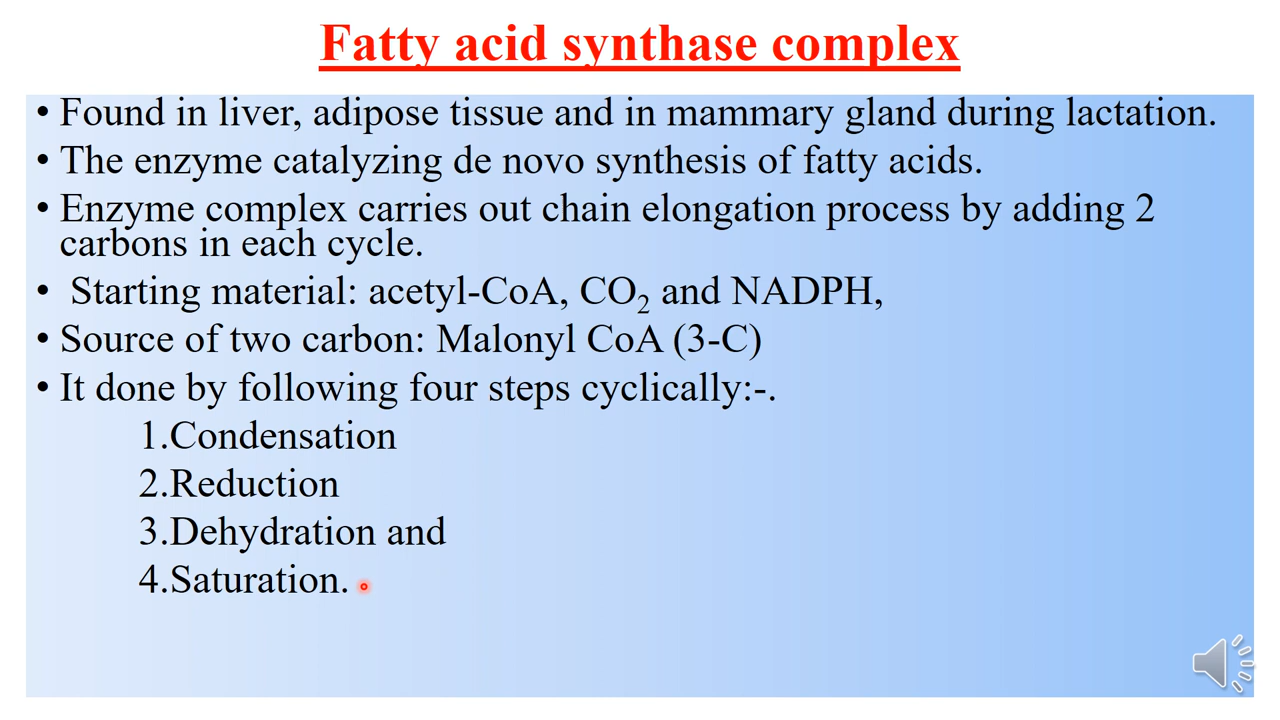 Fatty acid synthase complex
• Found in liver, adipose tissue and in mammary gland during lactation.
• The enzyme catalyzing de novo synthesis of fatty acids.
• Enzyme complex carries out chain elongation process by adding 2
carbons in each cycle.
• Starting material: acetyl-CoA, CO₂ and NADPH,
• Source of two carbon: Malonyl CoA (3-C)
• It done by following four steps cyclically:-.
1.Condensation
2.Reduction
3.Dehydration and
4.Saturation.